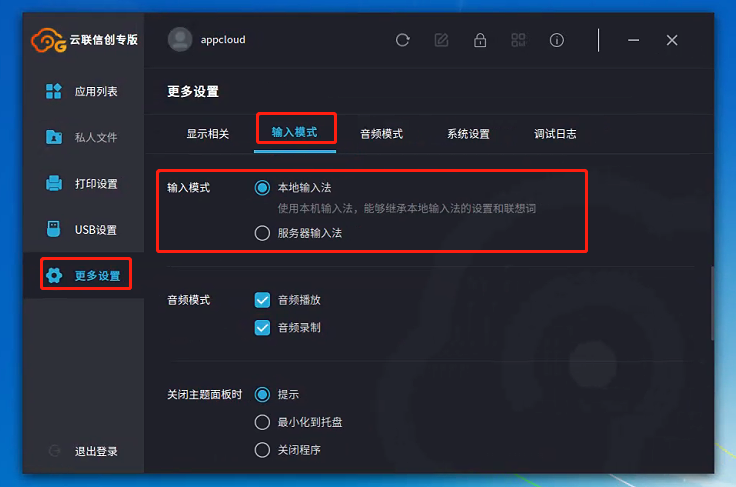 云联信创专版
appcloud
应用列表
私人文件
打印设置
USB设置
更多设置
退出登录
更多设置
显示相关
输入模式
音频模式
系统设置
调试日志
输入模式
本地输入法
使用本机输入法，能够继承本地输入法的设置和联想词
服务器输入法
音频模式
音频播放
音频录制
关闭主题面板时
提示
最小化到托盘
关闭程序